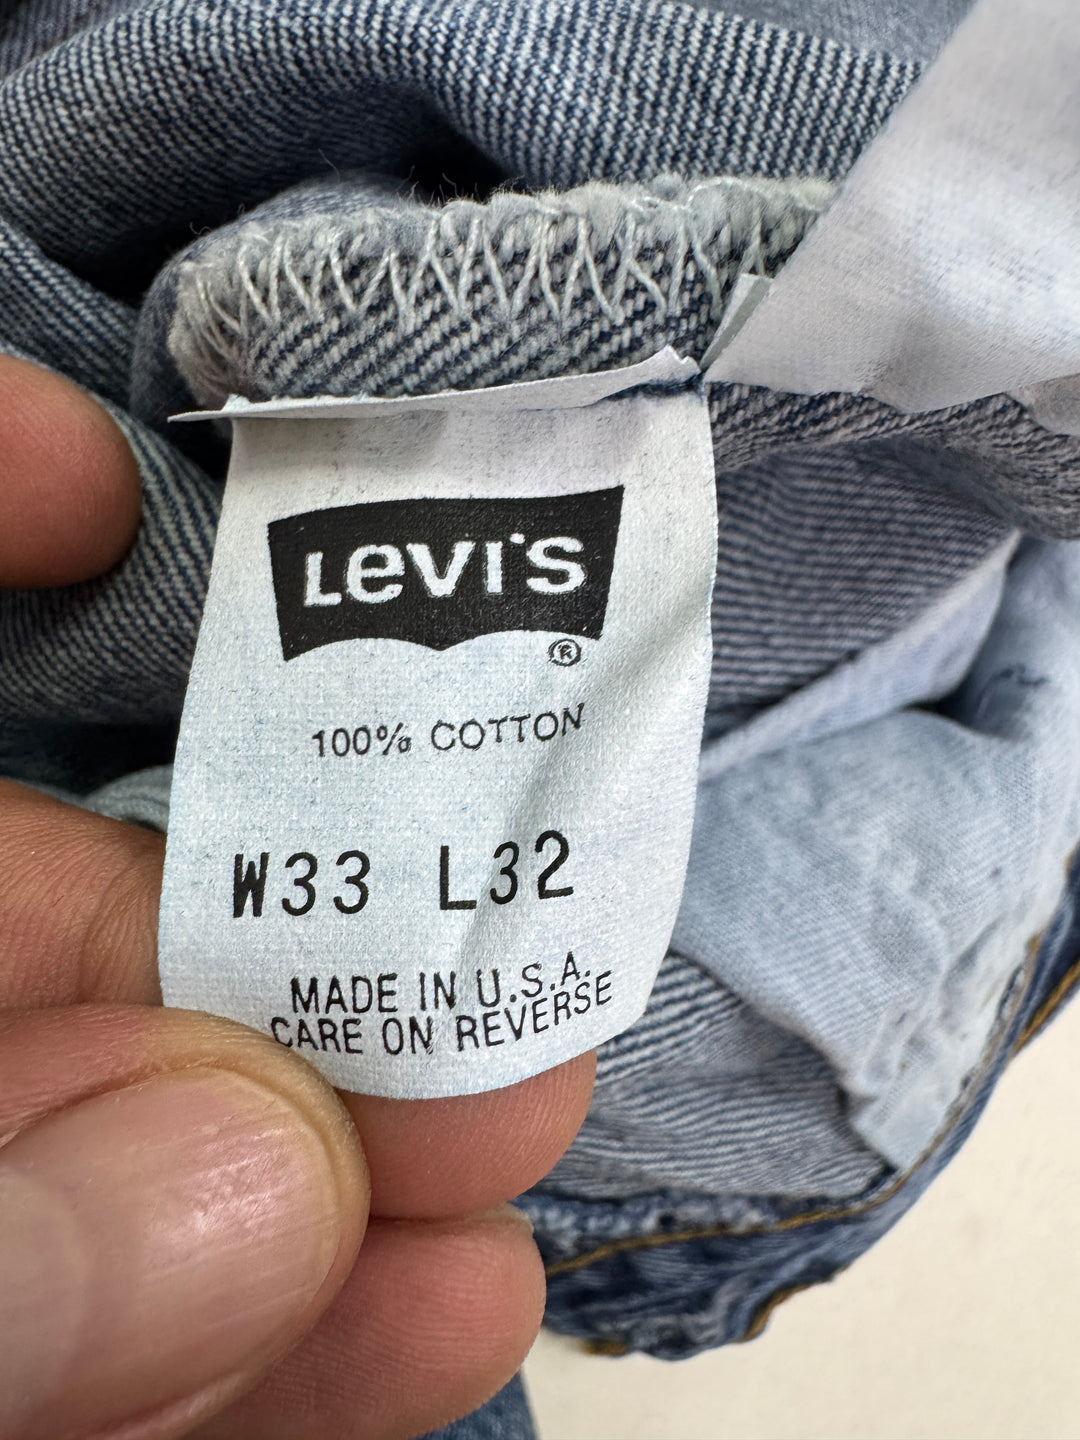 LEVI'S
®
100% COTTON
W33 L32
MADE IN U.S.A.
CARE ON REVERSE